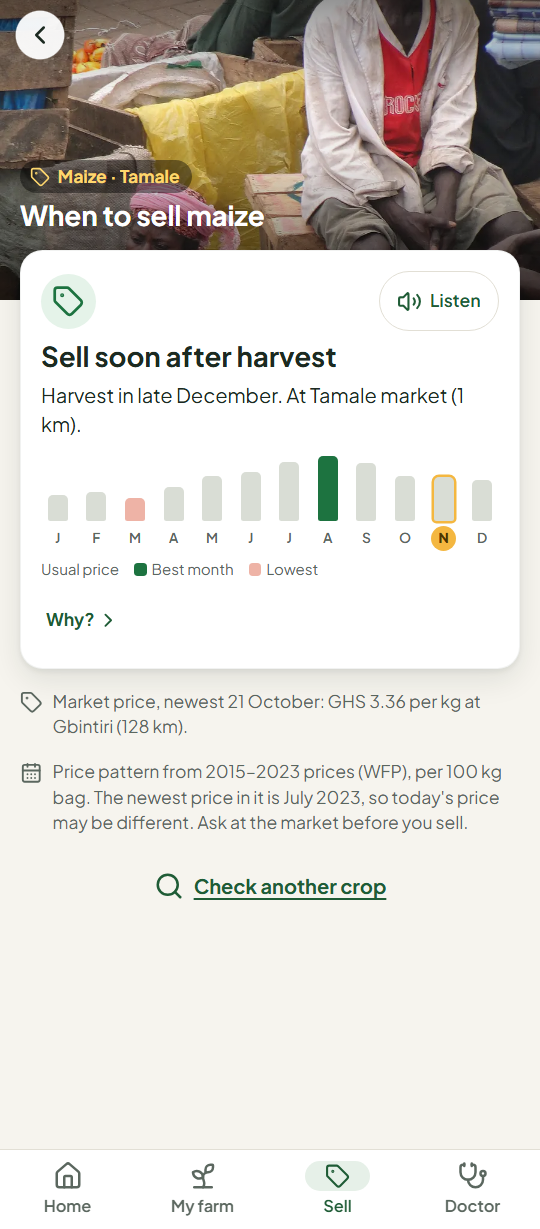 ROCK
Maize · Tamale
When to sell maize
Listen
Sell soon after harvest
Harvest in late December. At Tamale market (1
km).
J F M A M J J A S O N D
Usual price Best month Lowest
Why?
Market price, newest 21 October: GHS 3.36 per kg at
Gbintiri (128 km).
Price pattern from 2015–2023 prices (WFP), per 100 kg
bag. The newest price in it is July 2023, so today's price
may be different. Ask at the market before you sell.
Check another crop
Home My farm Sell Doctor